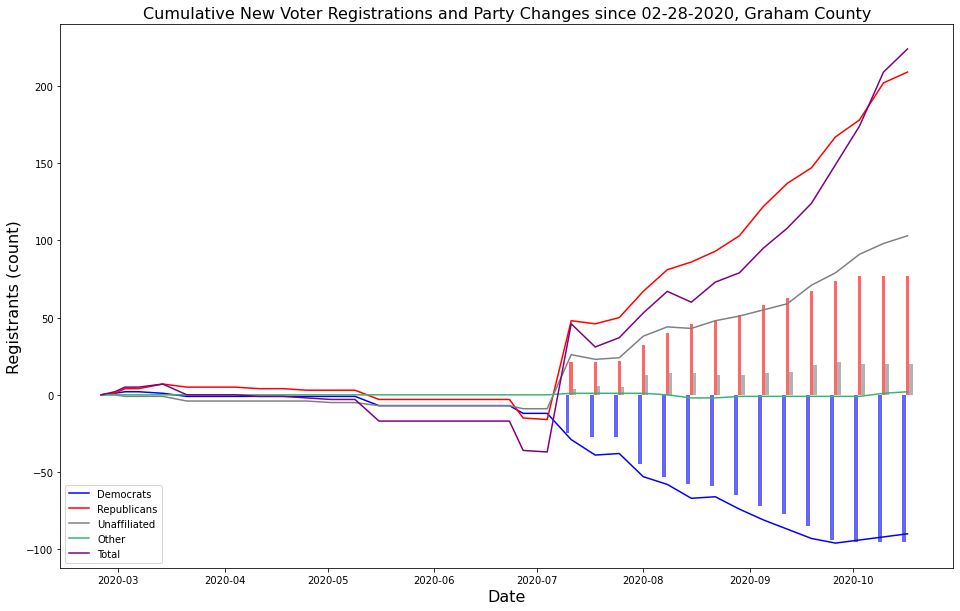 Cumulative New Voter Registrations and Party Changes since 02-28-2020, Graham County
Registrants (count)
200
150
100
50
0
−50
−100
Democrats
Republicans
Unaffiliated
Other
Total
2020-03 2020-04 2020-05 2020-06 2020-07 2020-08 2020-09 2020-10
Date